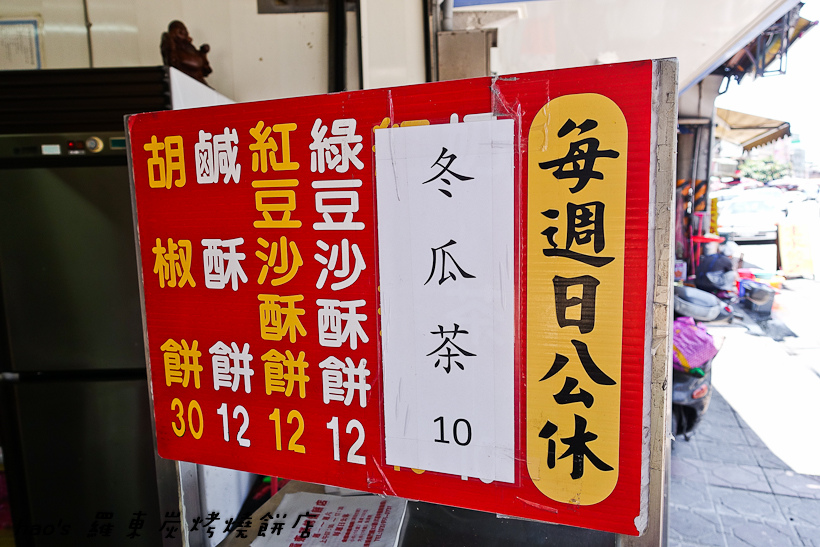 每週日公休
冬瓜茶 10
綠豆沙酥餅 12
紅豆沙酥餅 12
鹹酥餅 12
胡椒餅 30
羅車炭烤燒餅店